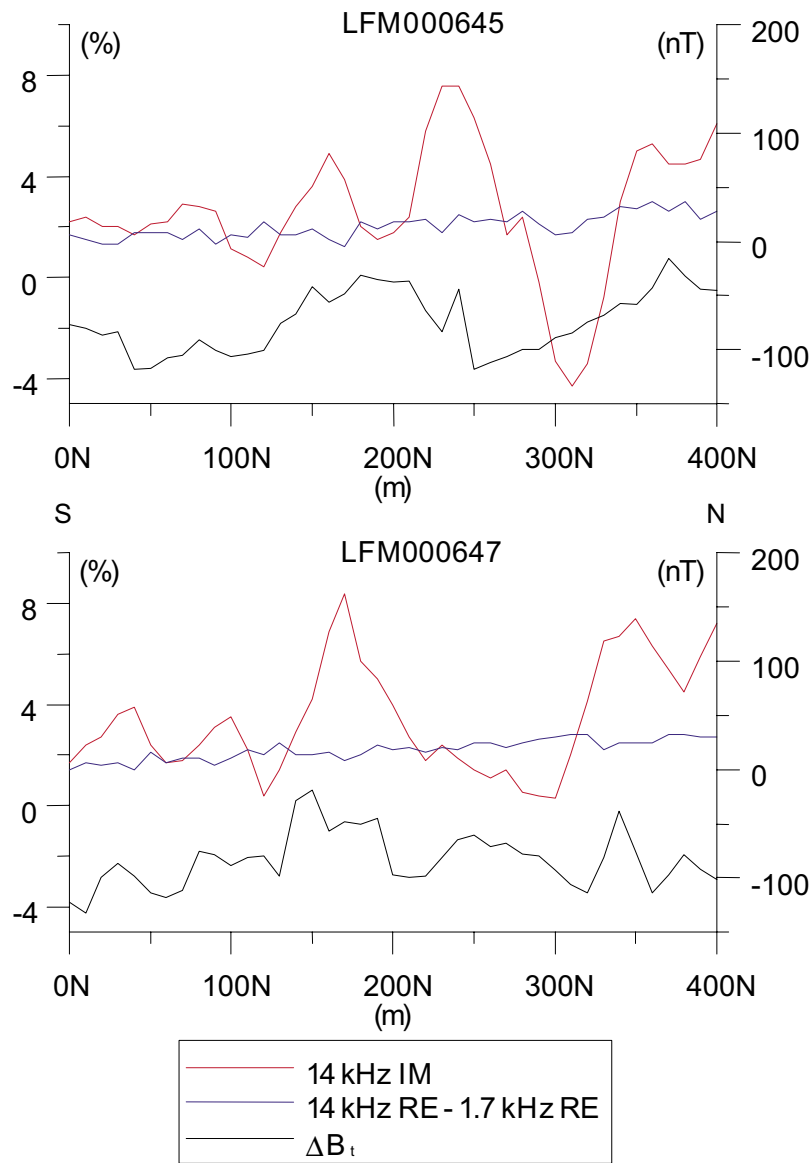 LFM000645
(%) (nT)
200
8
100
4
0
0
-100
-4
0N 100N 200N 300N 400N
(m)
S N
LFM000647
(%) (nT)
200
8
100
4
0
0
-100
-4
0N 100N 200N 300N 400N
(m)
14 kHz IM
14 kHz RE - 1.7 kHz RE
ΔB t